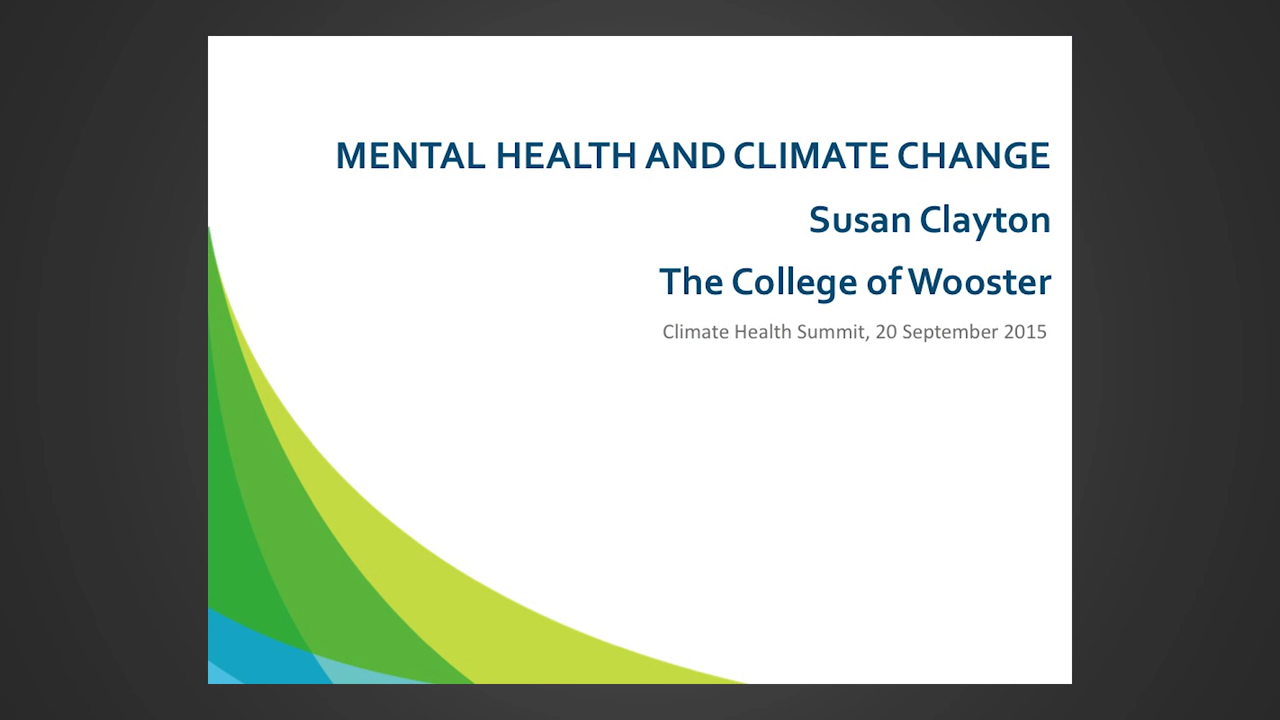 MENTAL HEALTH AND CLIMATE CHANGE
Susan Clayton
The College of Wooster
Climate Health Summit, 20 September 2015